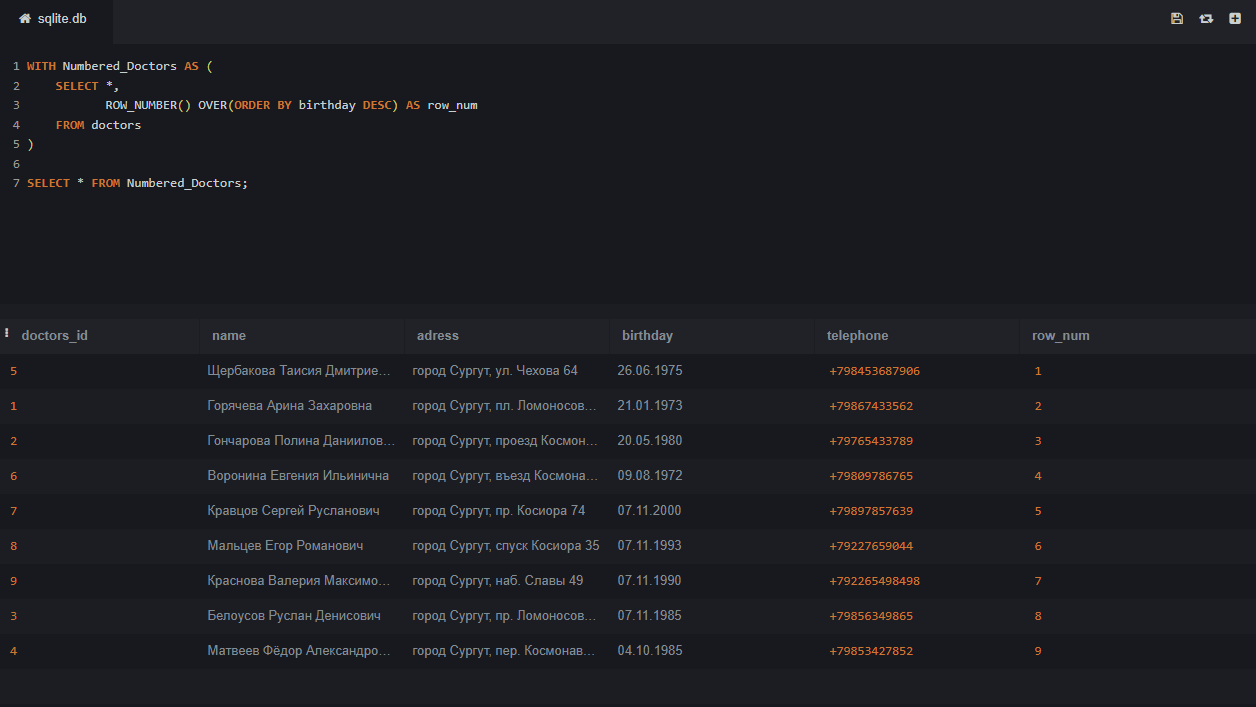 sqlite.db
1 WITH Numbered_Doctors AS (
2 SELECT *,
3 ROW_NUMBER() OVER(ORDER BY birthday DESC) AS row_num
4 FROM doctors
5 )
6
7 SELECT * FROM Numbered_Doctors;
doctors_id name adress birthday telephone row_num
5 Щербакова Таисия Дмитрие... город Сургут, ул. Чехова 64 26.06.1975 +798453687906 1
1 Горячева Арина Захаровна город Сургут, пл. Ломоносов... 21.01.1973 +79867433562 2
2 Гончарова Полина Даниилов... город Сургут, проезд Космон... 20.05.1980 +79765433789 3
6 Воронина Евгения Ильинична город Сургут, въезд Космона... 09.08.1972 +79809786765 4
7 Кравцов Сергей Русланович город Сургут, пр. Косиора 74 07.11.2000 +79897857639 5
8 Мальцев Егор Романович город Сургут, спуск Косиора 35 07.11.1993 +79227659044 6
9 Краснова Валерия Максимо... город Сургут, наб. Славы 49 07.11.1990 +792265498498 7
3 Белоусов Руслан Денисович город Сургут, пр. Ломоносов... 07.11.1985 +79856349865 8
4 Матвеев Фёдор Александро... город Сургут, пер. Космонав... 04.10.1985 +79853427852 9